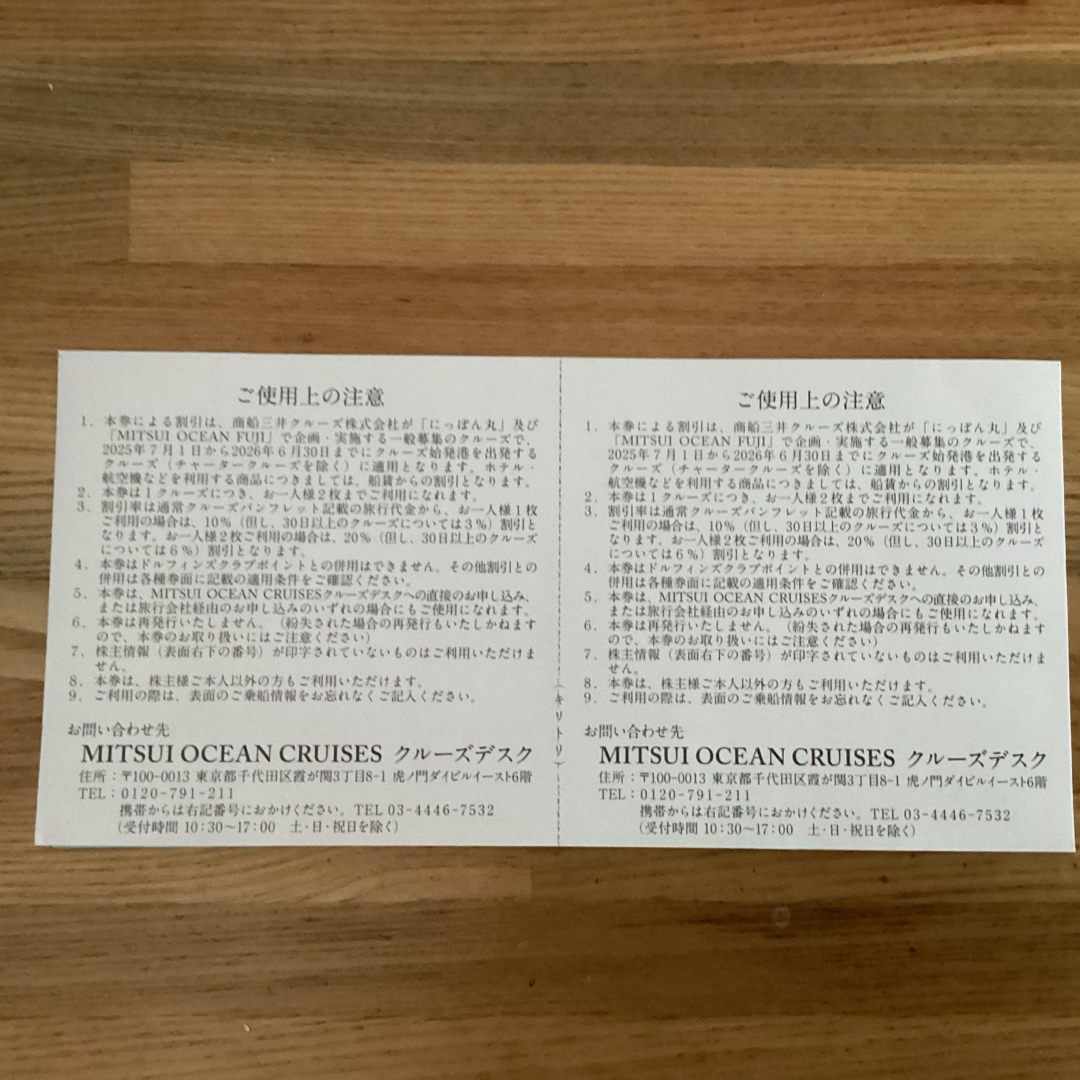 ご使用上の注意
1. 本券による割引は、商船三井クルーズ株式会社が「にっぽん丸」及び
「MITSUI OCEAN FUJI」で企画・実施する一般募集のクルーズで、
2025年7月1日から2026年6月30日までにクルーズ始発港を出発する
クルーズ（チャータークルーズを除く）に適用となります。ホテル・
航空機などを利用する商品につきましては、船賃からの割引となります。
2. 本券は1クルーズにつき、お一人様2枚までご利用になれます。
3. 割引率は通常クルーズパンフレット記載の旅行代金から、お一人様1枚
ご利用の場合は、10%（但し、30日以上のクルーズについては3%）割引と
なります。お一人様2枚ご利用の場合は、20%（但し、30日以上のクルーズ
については6%）割引となります。
4. 本券はドルフィンズクラブポイントとの併用はできません。その他割引との
併用は各種券面に記載の適用条件をご確認ください。
5. 本券は、MITSUI OCEAN CRUISESクルーズデスクへの直接のお申し込み、
または旅行会社経由のお申し込みのいずれの場合にもご使用になれます。
6. 本券は再発行いたしません。（紛失された場合の再発行もいたしかねます
ので、本券のお取り扱いにはご注意ください）
7. 株主情報（表面右下の番号）が印字されていないものはご利用いただけま
せん。
8. 本券は、株主様ご本人以外の方もご利用いただけます。
9. ご利用の際は、表面のご乗船情報をお忘れなくご記入ください。
お問い合わせ先
MITSUI OCEAN CRUISES クルーズデスク
住所：〒100-0013 東京都千代田区霞が関3丁目8-1 虎ノ門ダイビルイースト6階
TEL：0120-791-211
携帯からは右記番号におかけください。TEL 03-4446-7532
（受付時間 10:30～17:00 土・日・祝日を除く）
（キリトリ）
ご使用上の注意
1. 本券による割引は、商船三井クルーズ株式会社が「にっぽん丸」及び
「MITSUI OCEAN FUJI」で企画・実施する一般募集のクルーズで、
2025年7月1日から2026年6月30日までにクルーズ始発港を出発する
クルーズ（チャータークルーズを除く）に適用となります。ホテル・
航空機などを利用する商品につきましては、船賃からの割引となります。
2. 本券は1クルーズにつき、お一人様2枚までご利用になれます。
3. 割引率は通常クルーズパンフレット記載の旅行代金から、お一人様1枚
ご利用の場合は、10%（但し、30日以上のクルーズについては3%）割引と
なります。お一人様2枚ご利用の場合は、20%（但し、30日以上のクルーズ
については6%）割引となります。
4. 本券はドルフィンズクラブポイントとの併用はできません。その他割引との
併用は各種券面に記載の適用条件をご確認ください。
5. 本券は、MITSUI OCEAN CRUISESクルーズデスクへの直接のお申し込み、
または旅行会社経由のお申し込みのいずれの場合にもご使用になれます。
6. 本券は再発行いたしません。（紛失された場合の再発行もいたしかねます
ので、本券のお取り扱いにはご注意ください）
7. 株主情報（表面右下の番号）が印字されていないものはご利用いただけま
せん。
8. 本券は、株主様ご本人以外の方もご利用いただけます。
9. ご利用の際は、表面のご乗船情報をお忘れなくご記入ください。
お問い合わせ先
MITSUI OCEAN CRUISES クルーズデスク
住所：〒100-0013 東京都千代田区霞が関3丁目8-1 虎ノ門ダイビルイースト6階
TEL：0120-791-211
携帯からは右記番号におかけください。TEL 03-4446-7532
（受付時間 10:30～17:00 土・日・祝日を除く）